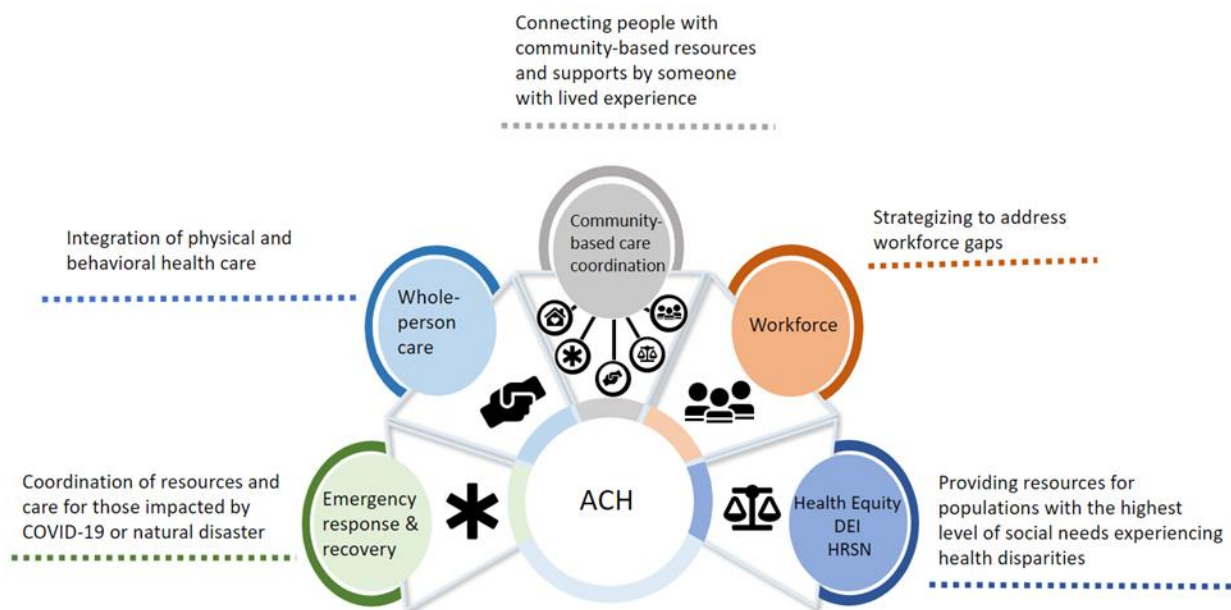 Connecting people with
community-based resources
and supports by someone
with lived experience
Community-
based care
coordination
Integration of physical and
behavioral health care
Whole-
person
care
Strategizing to address
workforce gaps
Workforce
Coordination of resources and
care for those impacted by
COVID-19 or natural disaster
Emergency
response &
recovery
ACH
Health Equity
DEI
HRSN
Providing resources for
populations with the highest
level of social needs experiencing
health disparities